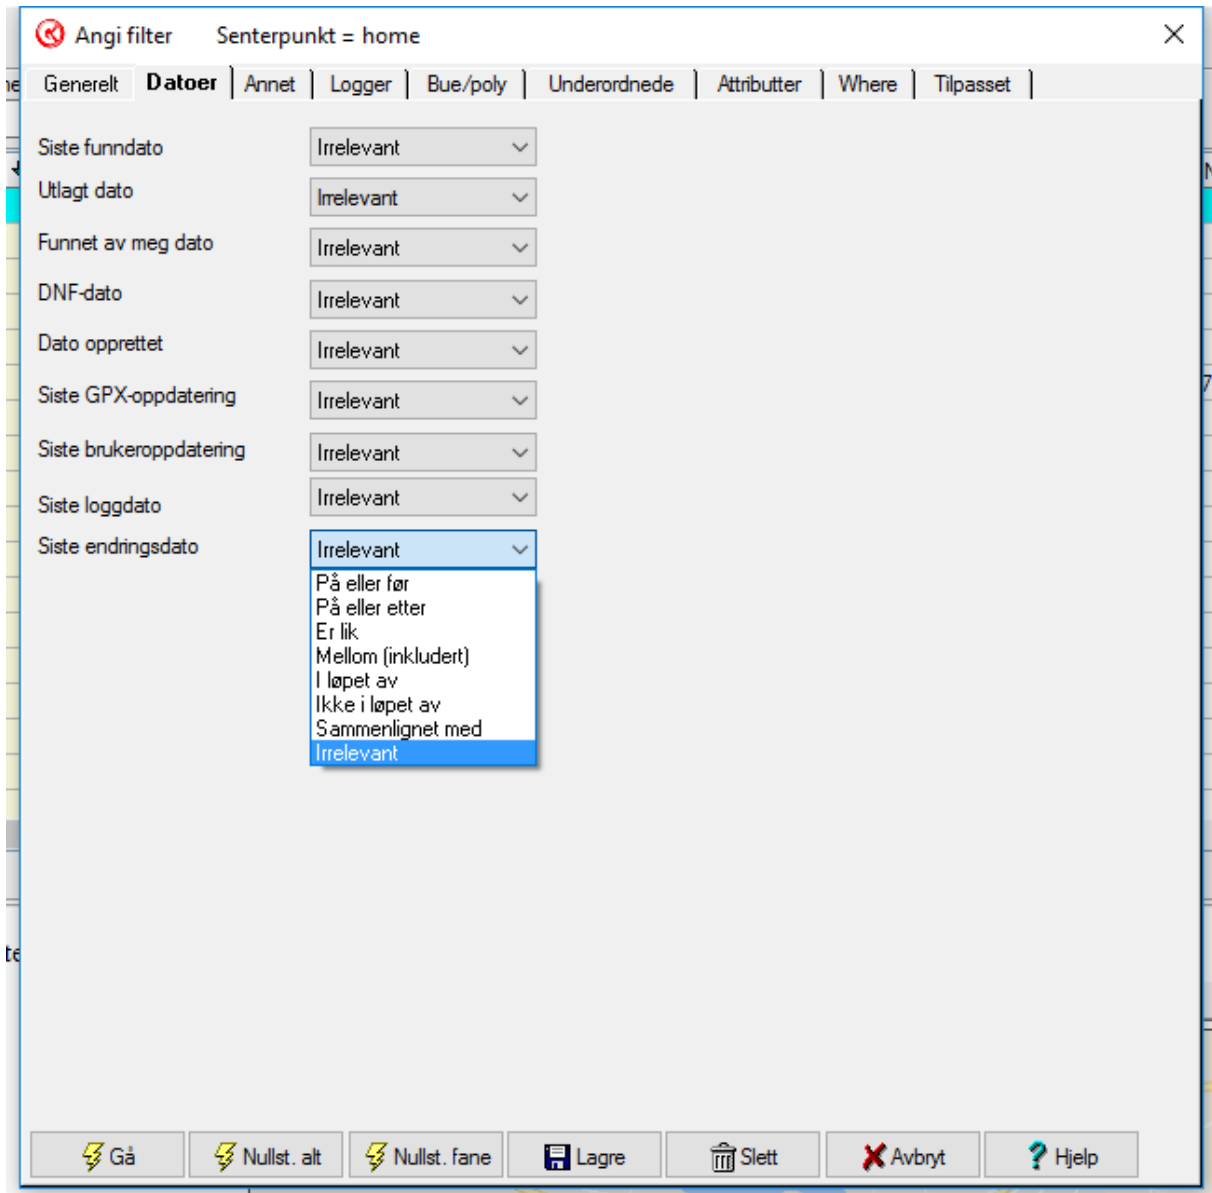 Angi filter Senterpunkt = home
Generelt Datoer Annet Logger Bue/poly Underordnede Attributter Where Tilpasset
Siste funndato Irrelevant
Utlagt dato Irrelevant
Funnet av meg dato Irrelevant
DNF-dato Irrelevant
Dato opprettet Irrelevant
Siste GPX-oppdatering Irrelevant
Siste brukeroppdatering Irrelevant
Siste loggdato Irrelevant
Siste endringsdato Irrelevant
På eller før
På eller etter
Er lik
Mellom (inkludert)
I løpet av
Ikke i løpet av
Sammenlignet med
Irrelevant
Gå Nullst. alt Nullst. fane Lagre Slett Avbryt Hjelp